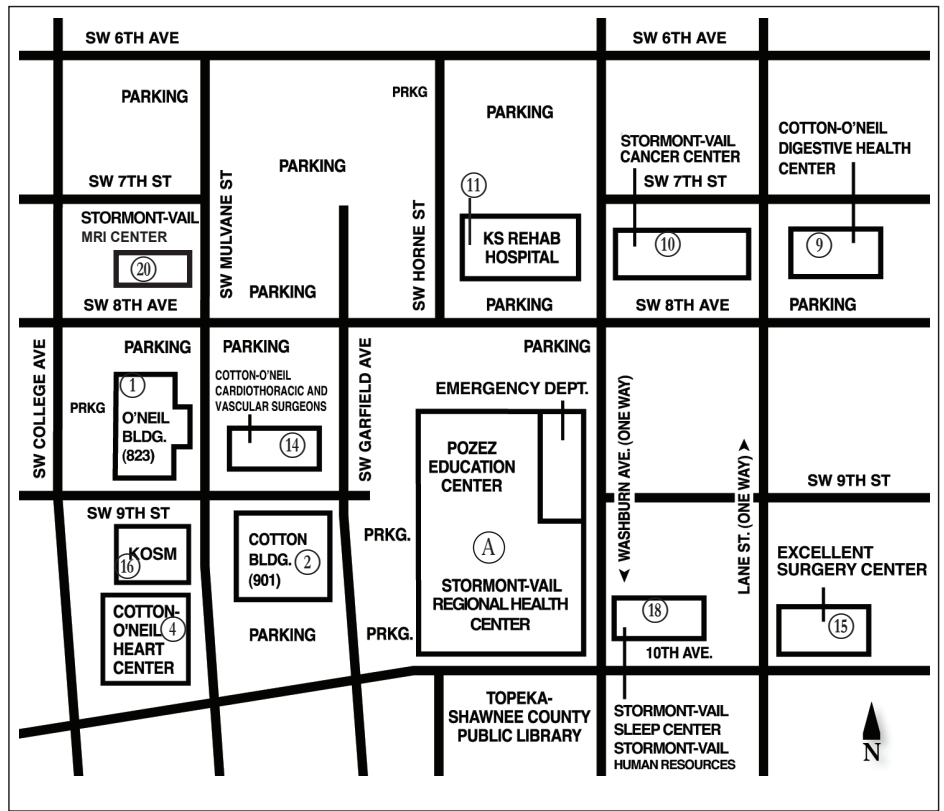 SW 6TH AVE
SW 6TH AVE
PARKING
PRKG
PARKING
COTTON-O'NEIL
DIGESTIVE HEALTH
CENTER
STORMONT-VAIL
CANCER CENTER
PARKING
SW 7TH ST
SW 7TH ST
SW MULVANE ST
SW HORNE ST
11
STORMONT-VAIL
MRI CENTER
20
KS REHAB
HOSPITAL
10
9
PARKING
SW 8TH AVE
PARKING
SW 8TH AVE
PARKING
SW COLLEGE AVE
PARKING
PARKING
SW GARFIELD AVE
PARKING
1
PRKG
O'NEIL
BLDG.
(823)
COTTON-O'NEIL
CARDIOTHORACIC AND
VASCULAR SURGEONS
14
EMERGENCY DEPT.
POZEZ
EDUCATION
CENTER
WASHBURN AVE. (ONE WAY)
LANE ST. (ONE WAY)
SW 9TH ST
SW 9TH ST
16
KOSM
COTTON
BLDG.
(901)
2
PRKG.
A
STORMONT-VAIL
REGIONAL HEALTH
CENTER
EXCELLENT
SURGERY CENTER
COTTON-
O'NEIL
HEART
CENTER
4
PARKING
PRKG.
18
15
10TH AVE.
TOPEKA-
SHAWNEE COUNTY
PUBLIC LIBRARY
STORMONT-VAIL
SLEEP CENTER
STORMONT-VAIL
HUMAN RESOURCES
N